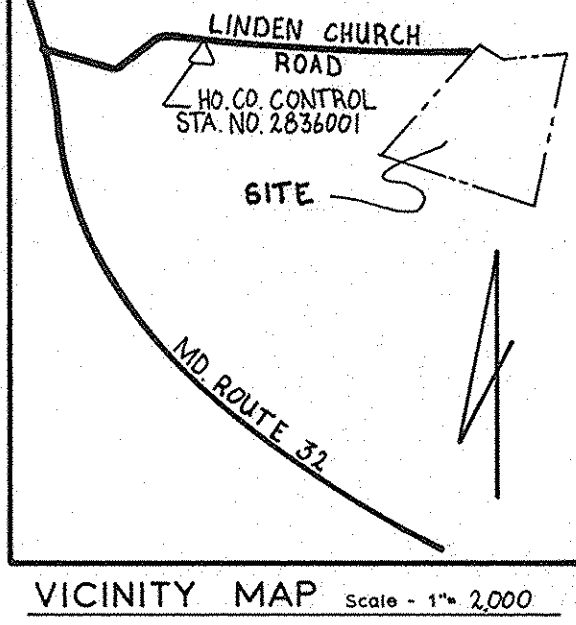 LINDEN CHURCH
ROAD
HO. CO. CONTROL
STA. NO. 2836001
SITE
MD. ROUTE 32
VICINITY MAP Scale - 1"= 2,000